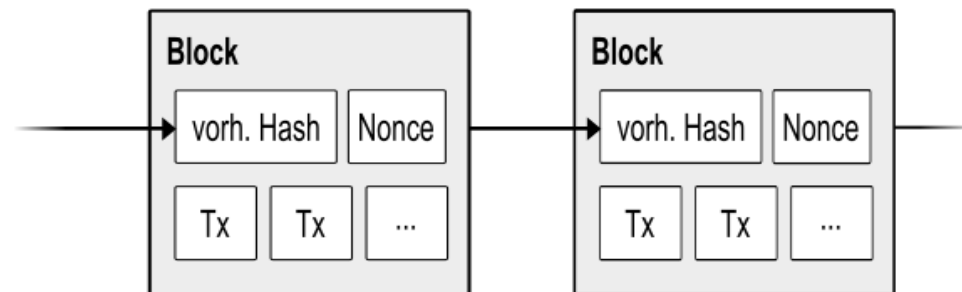 Block
vorh. Hash Nonce
Tx Tx ...
Block
vorh. Hash Nonce
Tx Tx ...